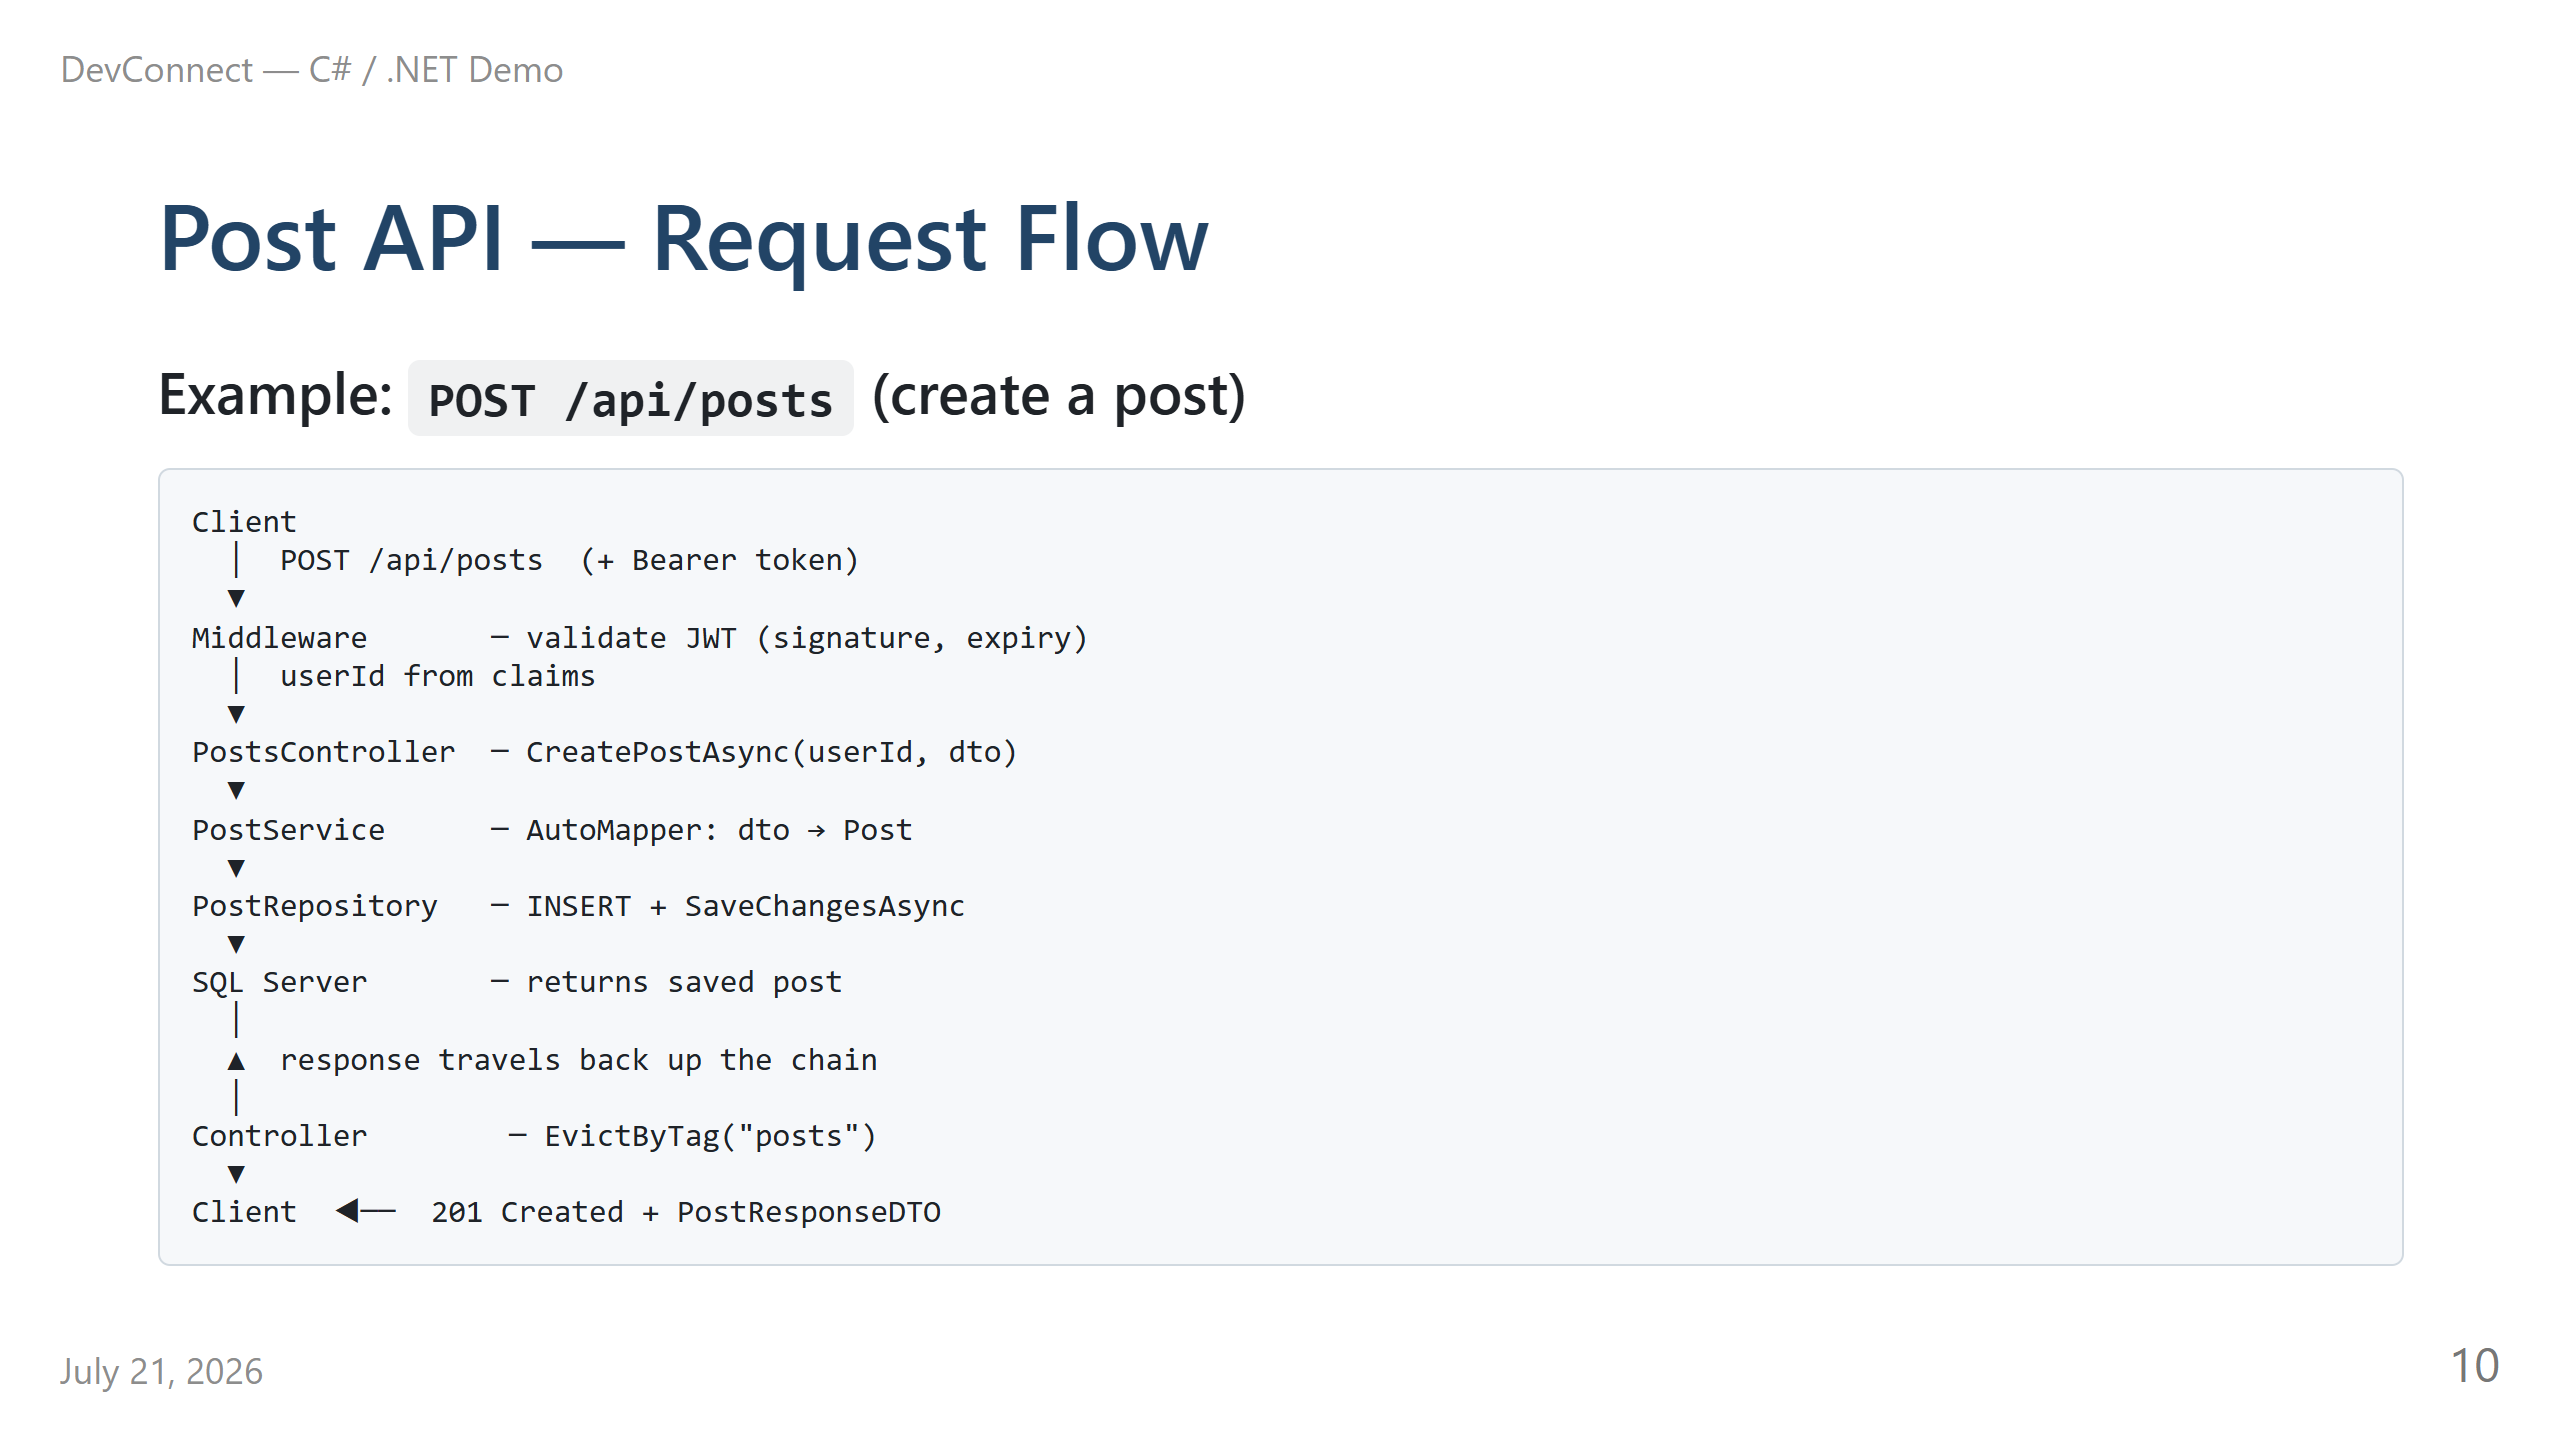 DevConnect — C# / .NET Demo
Post API — Request Flow
Example: POST /api/posts (create a post)
Client
  │  POST /api/posts  (+ Bearer token)
  ▼
Middleware       — validate JWT (signature, expiry)
  │  userId from claims
  ▼
PostsController  — CreatePostAsync(userId, dto)
  ▼
PostService      — AutoMapper: dto → Post
  ▼
PostRepository   — INSERT + SaveChangesAsync
  ▼
SQL Server       — returns saved post
  │
  ▲  response travels back up the chain
  │
Controller        — EvictByTag("posts")
  ▼
Client  ◀──  201 Created + PostResponseDTO
July 21, 2026
10